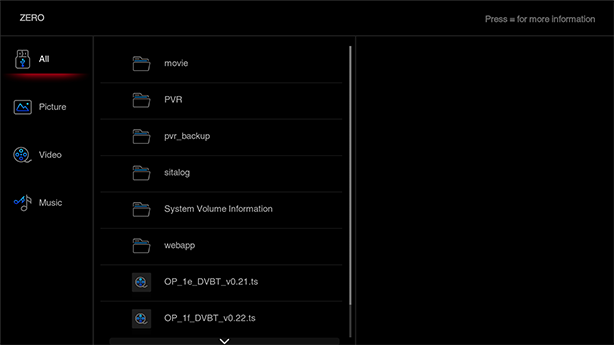 ZERO
Press ≡ for more information
All
Picture
Video
Music
movie
PVR
pvr_backup
sitalog
System Volume Information
webapp
OP_1e_DVBT_v0.21.ts
OP_1f_DVBT_v0.22.ts